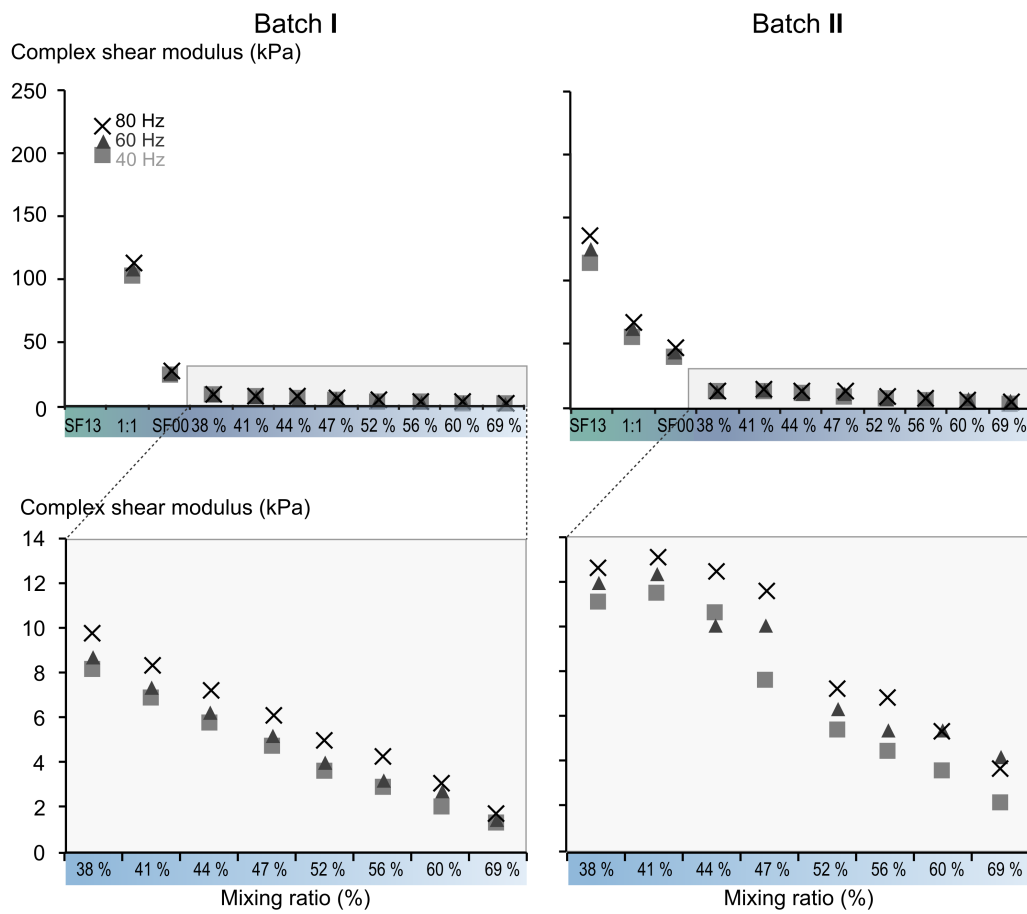 Batch I
Batch II
Complex shear modulus (kPa)
250
200
150
100
50
0
80 Hz
60 Hz
40 Hz
SF13 1:1 SF00 38 % 41 % 44 % 47 % 52 % 56 % 60 % 69 %
SF13 1:1 SF00 38 % 41 % 44 % 47 % 52 % 56 % 60 % 69 %
Complex shear modulus (kPa)
14
12
10
8
6
4
2
0
38 % 41 % 44 % 47 % 52 % 56 % 60 % 69 %
Mixing ratio (%)
38 % 41 % 44 % 47 % 52 % 56 % 60 % 69 %
Mixing ratio (%)